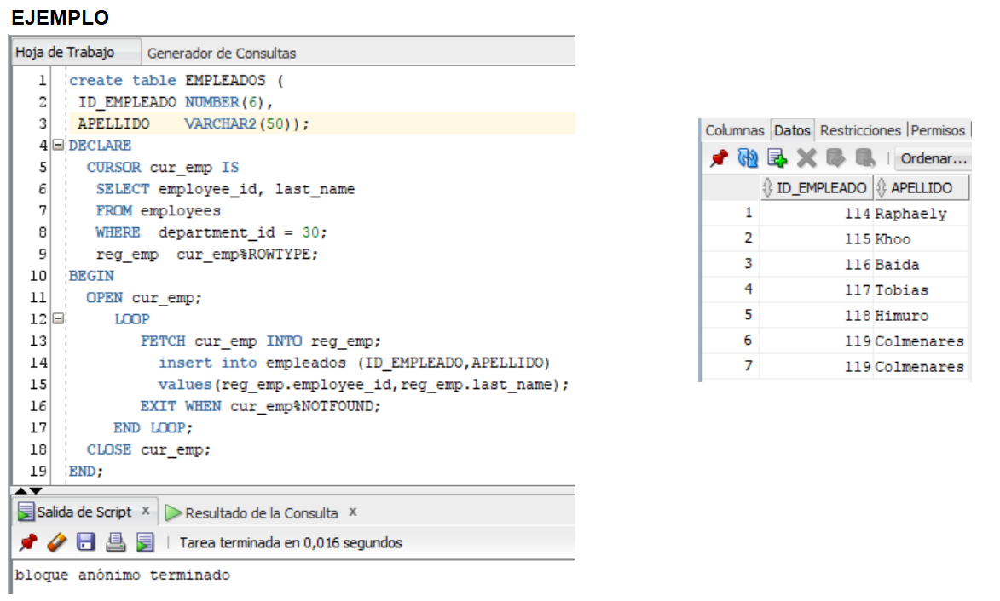 EJEMPLO
Hoja de Trabajo Generador de Consultas
1 create table EMPLEADOS (
2 ID_EMPLEADO NUMBER(6),
3 APELLIDO VARCHAR2(50));
4 DECLARE
5 CURSOR cur_emp IS
6 SELECT employee_id, last_name
7 FROM employees
8 WHERE department_id = 30;
9 reg_emp cur_emp%ROWTYPE;
10 BEGIN
11 OPEN cur_emp;
12 LOOP
13 FETCH cur_emp INTO reg_emp;
14 insert into empleados (ID_EMPLEADO,APELLIDO)
15 values(reg_emp.employee_id,reg_emp.last_name);
16 EXIT WHEN cur_emp%NOTFOUND;
17 END LOOP;
18 CLOSE cur_emp;
19 END;
Salida de Script x Resultado de la Consulta x
Tarea terminada en 0,016 segundos
bloque anónimo terminado
Columnas Datos Restricciones Permisos
Ordenar...
ID_EMPLEADO APELLIDO
1 114 Raphaely
2 115 Khoo
3 116 Baida
4 117 Tobias
5 118 Himuro
6 119 Colmenares
7 119 Colmenares